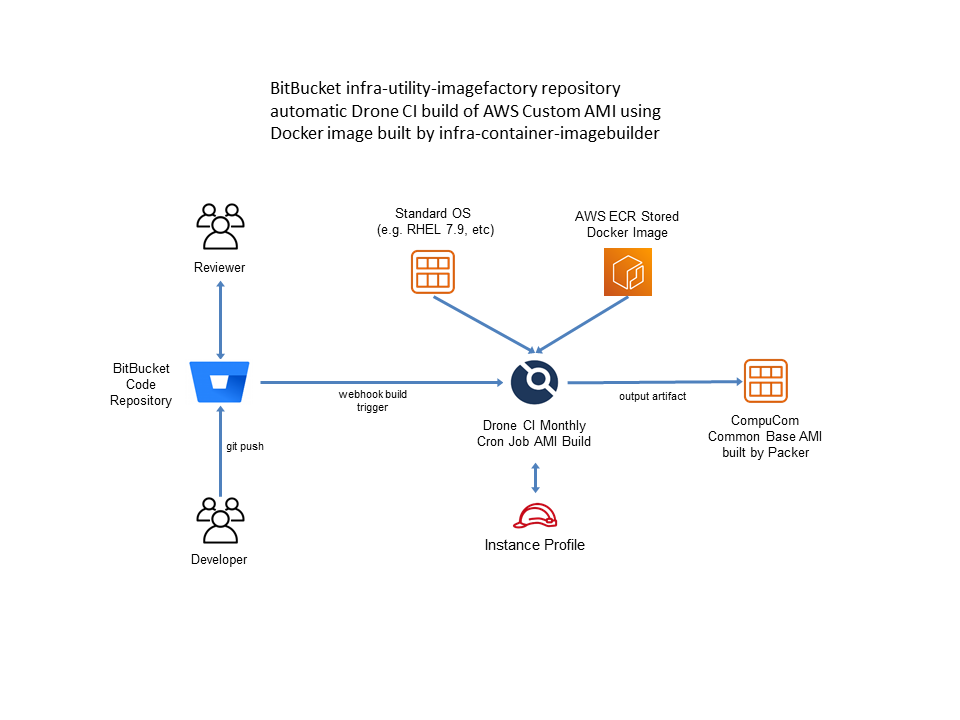 BitBucket infra-utility-imagefactory repository
automatic Drone CI build of AWS Custom AMI using
Docker image built by infra-container-imagebuilder
Standard OS
(e.g. RHEL 7.9, etc)
AWS ECR Stored
Docker Image
Reviewer
BitBucket
Code
Repository
webhook build
trigger
output artifact
Drone CI Monthly
Cron Job AMI Build
CompuCom
Common Base AMI
built by Packer
git push
Instance Profile
Developer